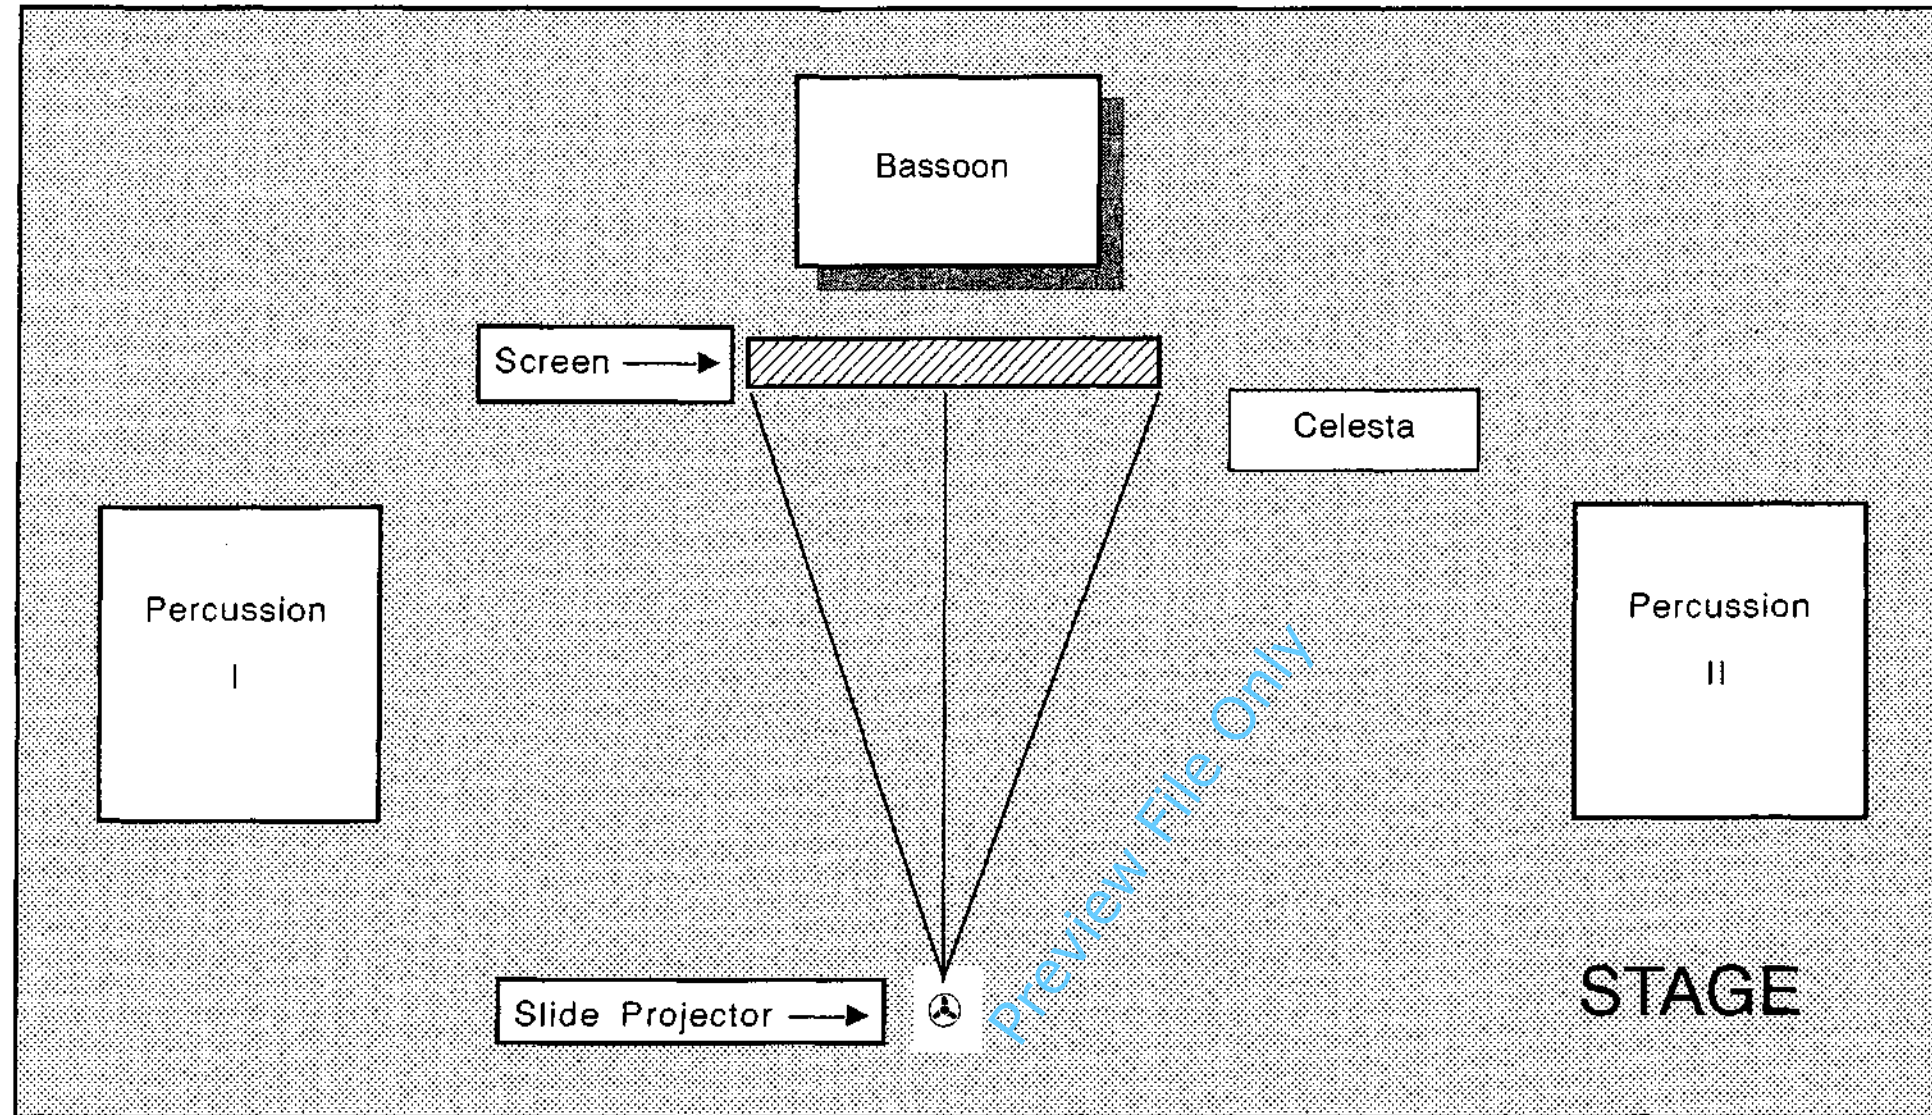 Bassoon
Screen
Celesta
Percussion
I
Percussion
II
Slide Projector
STAGE
Preview File Only